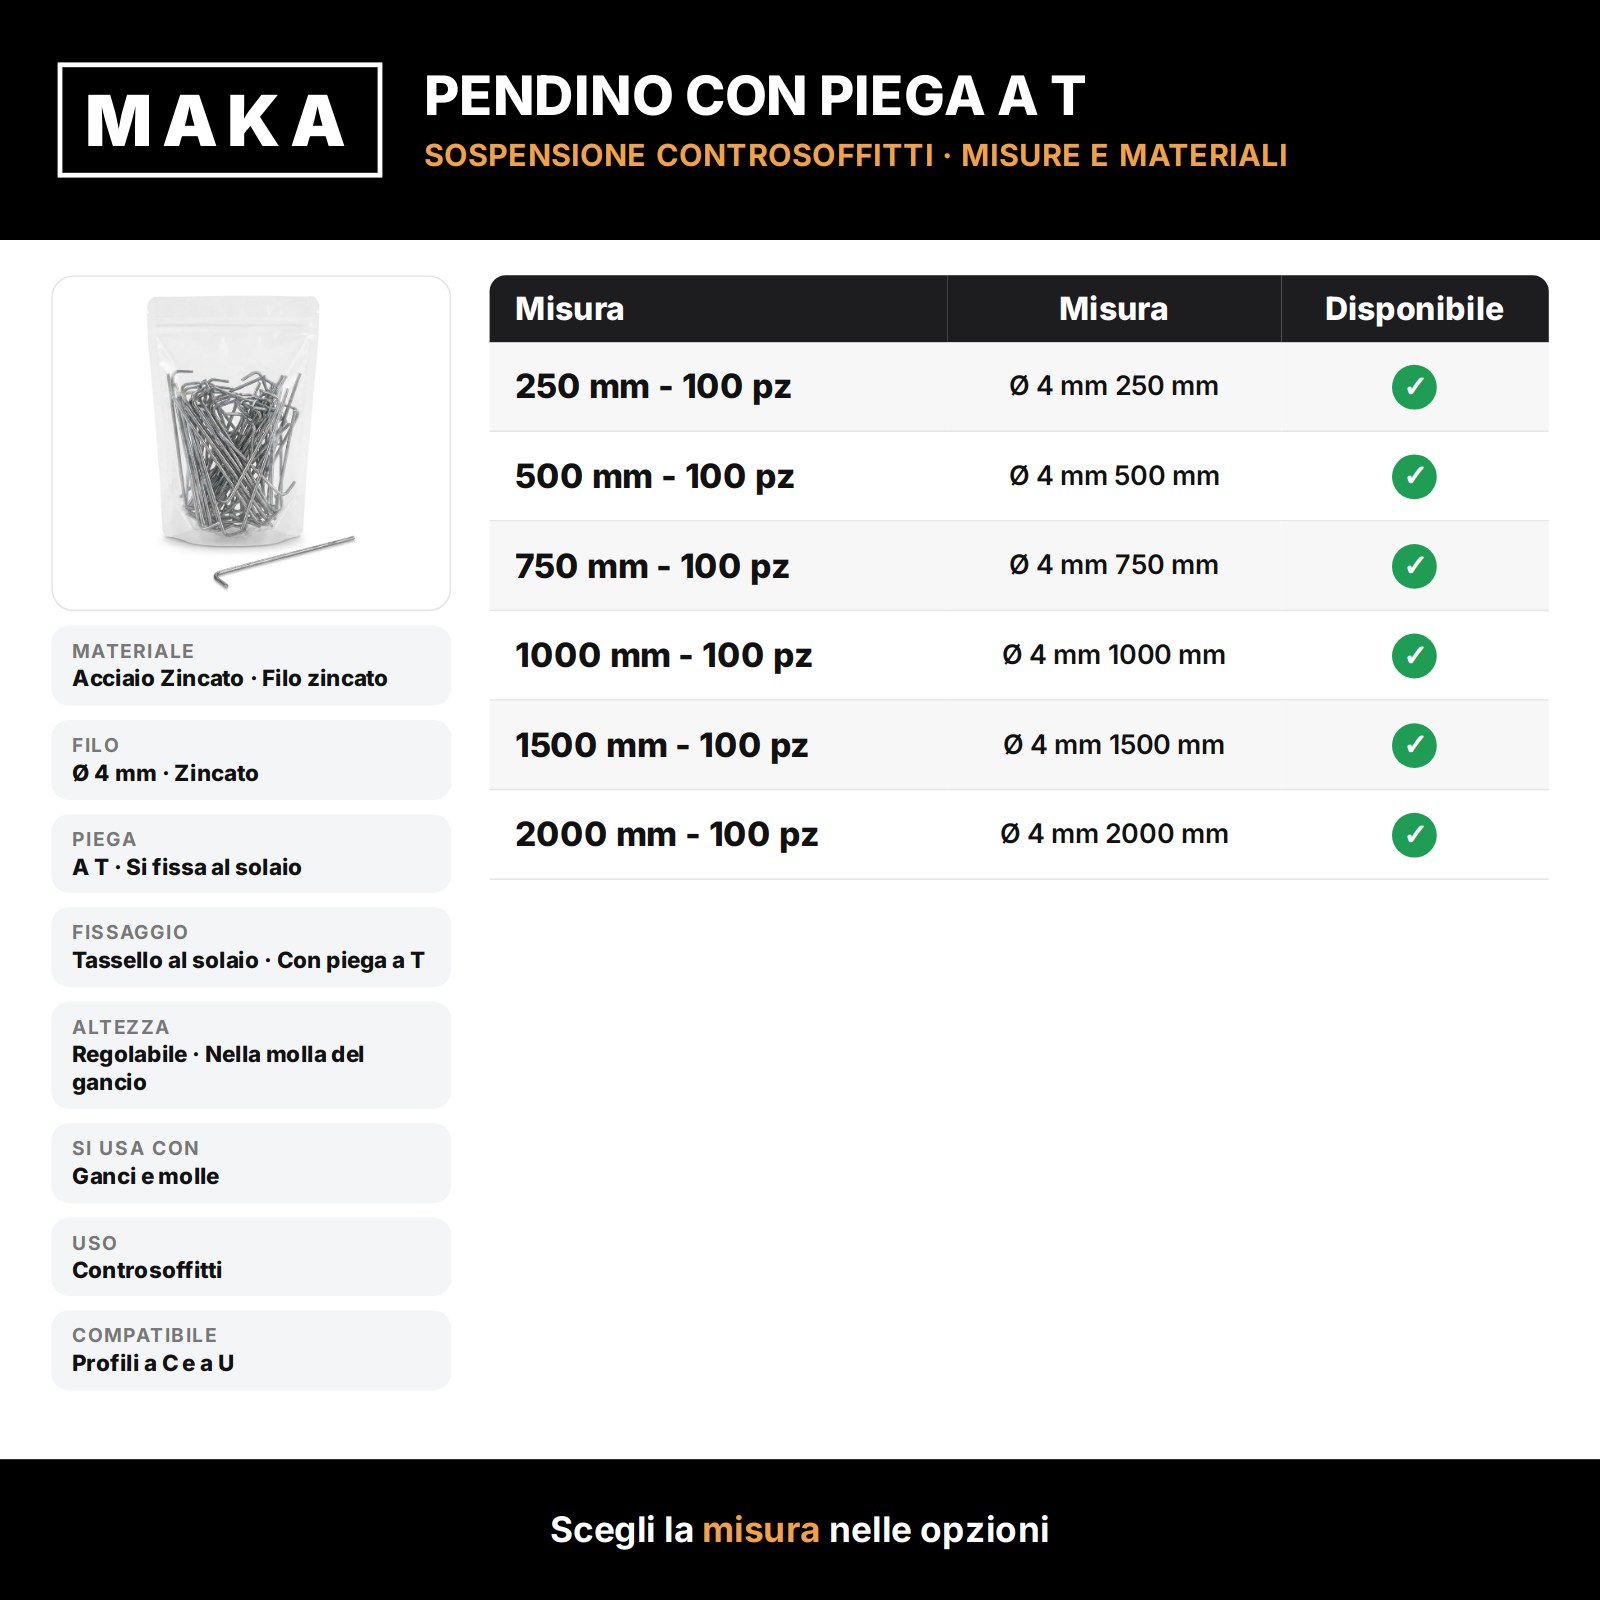 MAKA
PENDINO CON PIEGA A T
SOSPENSIONE CONTROSOFFITTI · MISURE E MATERIALI
Misura Misura Disponibile
250 mm - 100 pz Ø 4 mm 250 mm ✓
500 mm - 100 pz Ø 4 mm 500 mm ✓
750 mm - 100 pz Ø 4 mm 750 mm ✓
1000 mm - 100 pz Ø 4 mm 1000 mm ✓
1500 mm - 100 pz Ø 4 mm 1500 mm ✓
2000 mm - 100 pz Ø 4 mm 2000 mm ✓
MATERIALE
Acciaio Zincato · Filo zincato
FILO
Ø 4 mm · Zincato
PIEGA
A T · Si fissa al solaio
FISSAGGIO
Tassello al solaio · Con piega a T
ALTEZZA
Regolabile · Nella molla del
gancio
SI USA CON
Ganci e molle
USO
Controsoffitti
COMPATIBILE
Profili a C e a U
Scegli la misura nelle opzioni